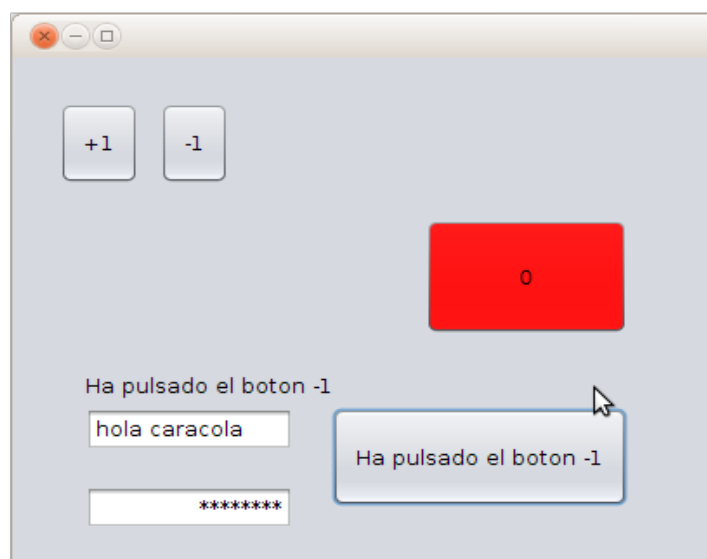 +1
-1
0
Ha pulsado el boton -1
hola caracola
Ha pulsado el boton -1
********